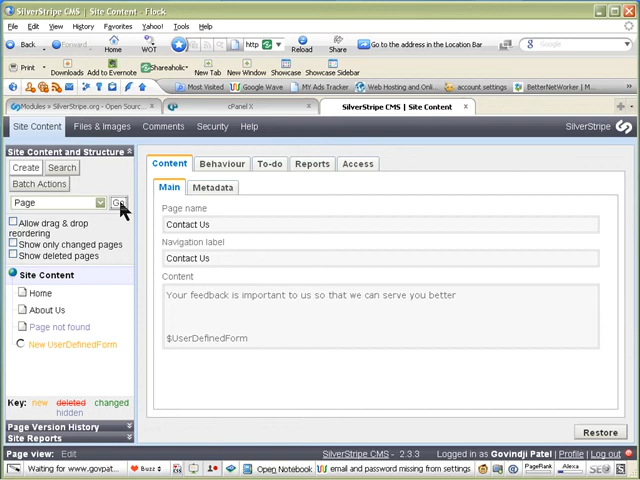 SilverStripe CMS | Site Content - Flock
File Edit View History Favorites Yahoo! Tools Help
Back Forward Home WOT http Reload Share Go to the address in the Location Bar Google
Print Downloads Add to Evernote Shareaholic New Tab New Window Showcase Showcase Sidebar
Most Visited Google Wave MY Ads Tracker Web Hosting and Onli... account settings BetterNetWorker | ...
Modules » SilverStripe.org - Open Sourc... cPanel X SilverStripe CMS | Site Content
Site Content Files & Images Comments Security Help SilverStripe
Site Content and Structure
Create Search
Batch Actions
Page Go
Allow drag & drop
reordering
Show only changed pages
Show deleted pages
Site Content
Home
About Us
Page not found
New UserDefinedForm
Key: new deleted changed
hidden
Page Version History
Site Reports
Content Behaviour To-do Reports Access
Main Metadata
Page name
Contact Us
Navigation label
Contact Us
Content
Your feedback is important to us so that we can serve you better
$UserDefinedForm
Restore
Page view: Edit SilverStripe CMS - 2.3.3 Logged in as Govindji Patel | Profile | Log out
Waiting for www.govpat Buzz Open Notebook email and password missing from settings PageRank Alexa SEO